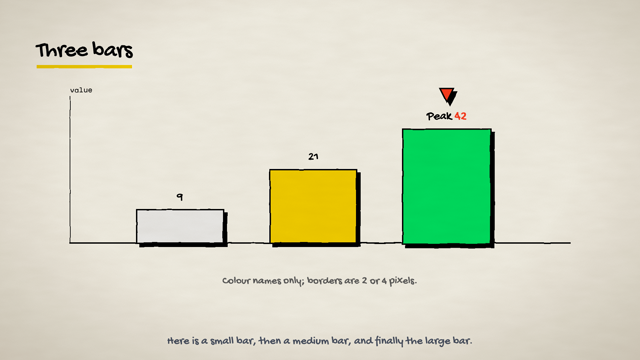 Three bars
value
Peak 42
21
9
Colour names only; borders are 2 or 4 pixels.
Here is a small bar, then a medium bar, and finally the large bar.